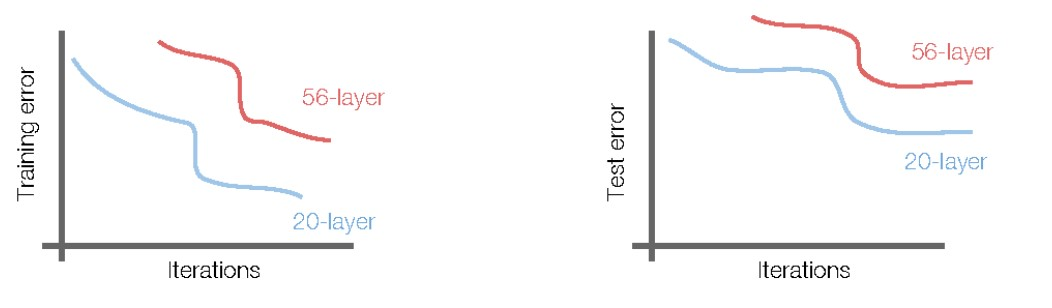 Training error
56-layer
20-layer
Iterations
Test error
56-layer
20-layer
Iterations